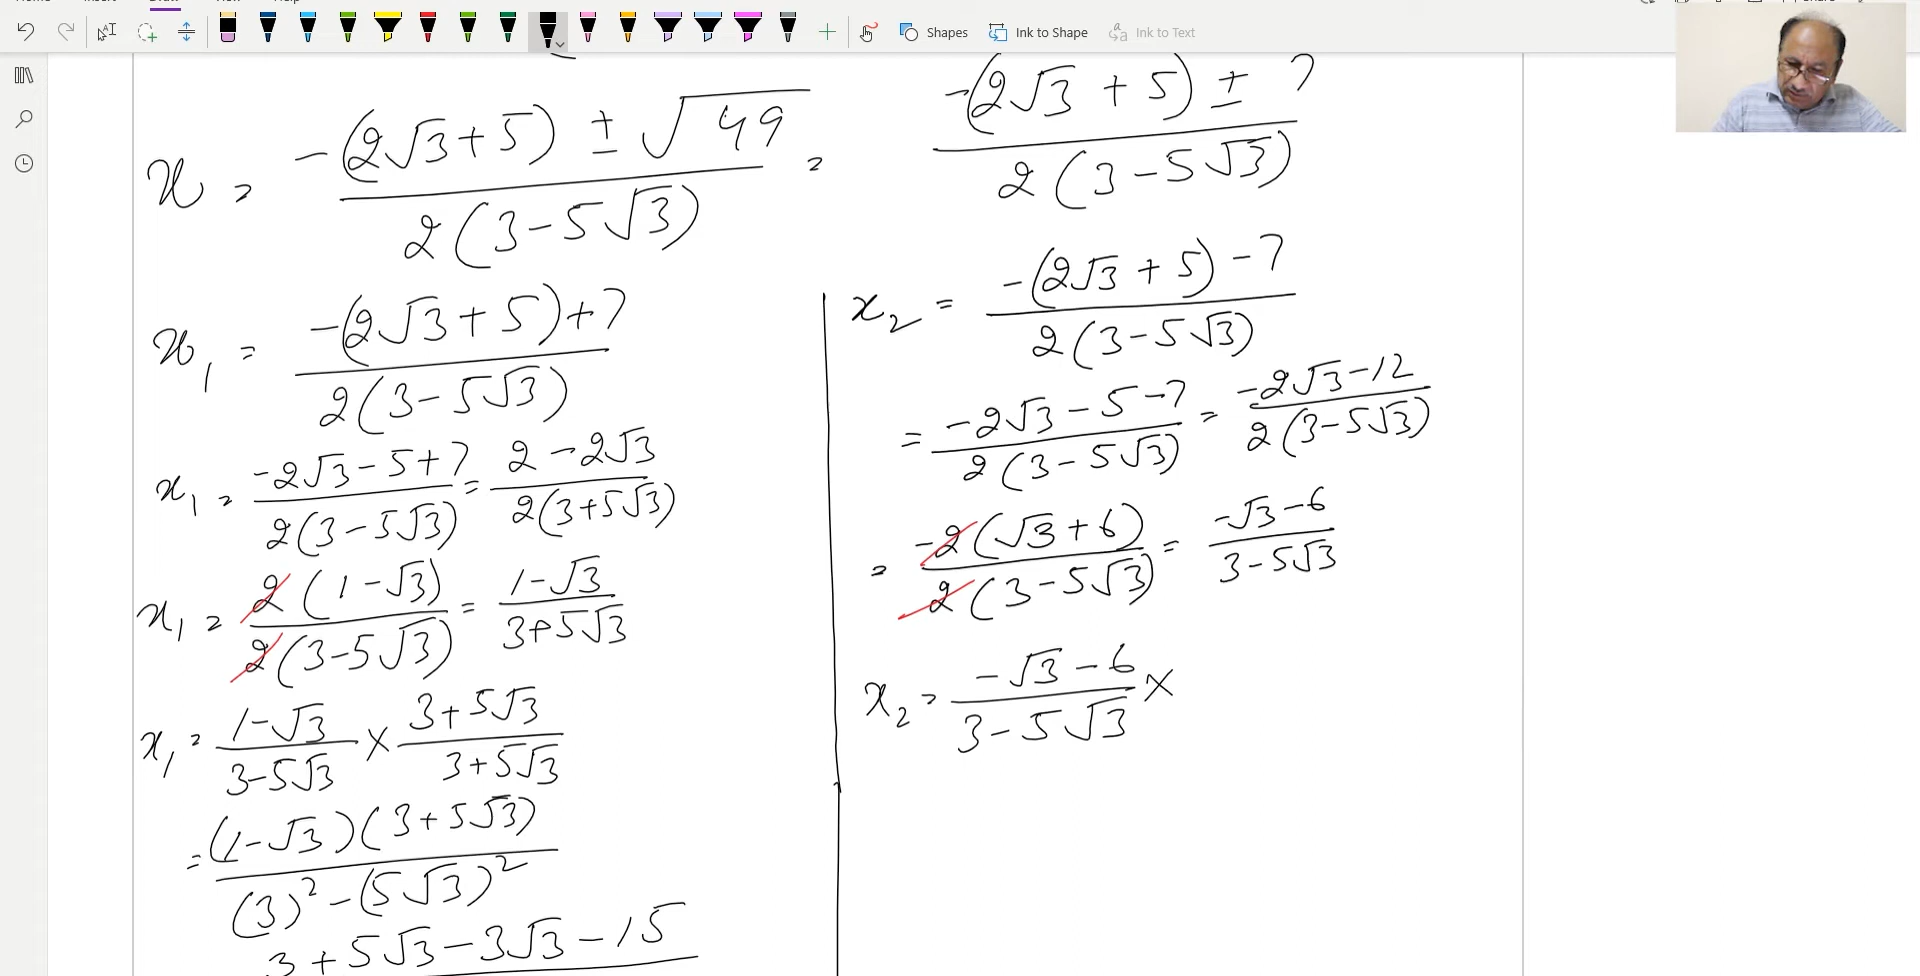 Shapes Ink to Shape Ink to Text
x = -(2√3+5) ± √49 / 2(3-5√3) = -(2√3+5) ± 7 / 2(3-5√3)
x₁ = -(2√3+5)+7 / 2(3-5√3)
x₁ = -2√3-5+7 / 2(3-5√3) = 2-2√3 / 2(3+5√3)
x₁ = 2(1-√3) / 2(3-5√3) = 1-√3 / 3+5√3
x₁ = 1-√3 / 3-5√3 × 3+5√3 / 3+5√3
= (1-√3)(3+5√3) / (3)²-(5√3)²
3+5√3-3√3-15
x₂ = -(2√3+5)-7 / 2(3-5√3)
= -2√3-5-7 / 2(3-5√3) = -2√3-12 / 2(3-5√3)
= -2(√3+6) / 2(3-5√3) = -√3-6 / 3-5√3
x₂ = -√3-6 / 3-5√3 ×